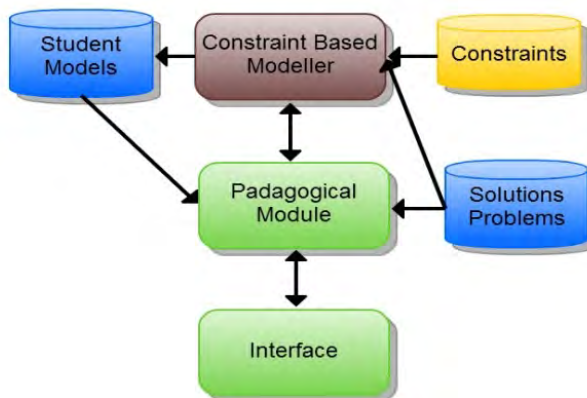 Student
Models
Constraint Based
Modeller
Constraints
Padagogical
Module
Solutions
Problems
Interface